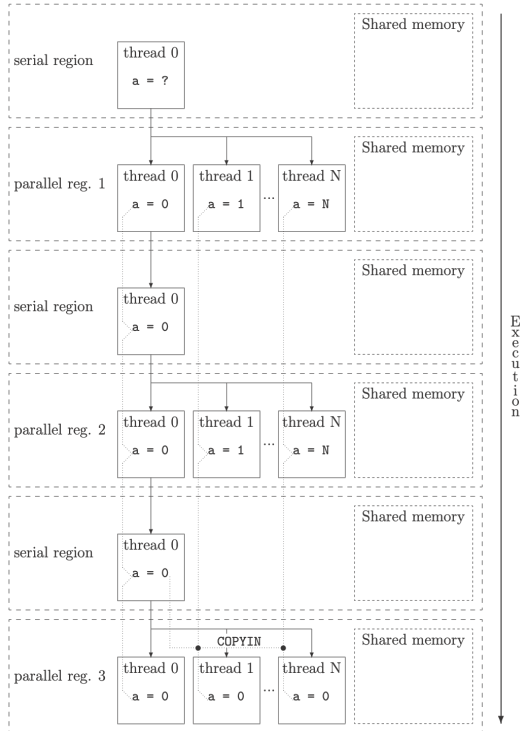 Shared memory
thread 0
serial region
a = ?
Shared memory
thread 0 thread 1 thread N
parallel reg. 1
a = 0 a = 1 ... a = N
Shared memory
thread 0
serial region
a = 0
Execution
Shared memory
thread 0 thread 1 thread N
parallel reg. 2
a = 0 a = 1 ... a = N
Shared memory
thread 0
serial region
a = 0
COPYIN
Shared memory
thread 0 thread 1 thread N
parallel reg. 3
a = 0 a = 0 ... a = 0